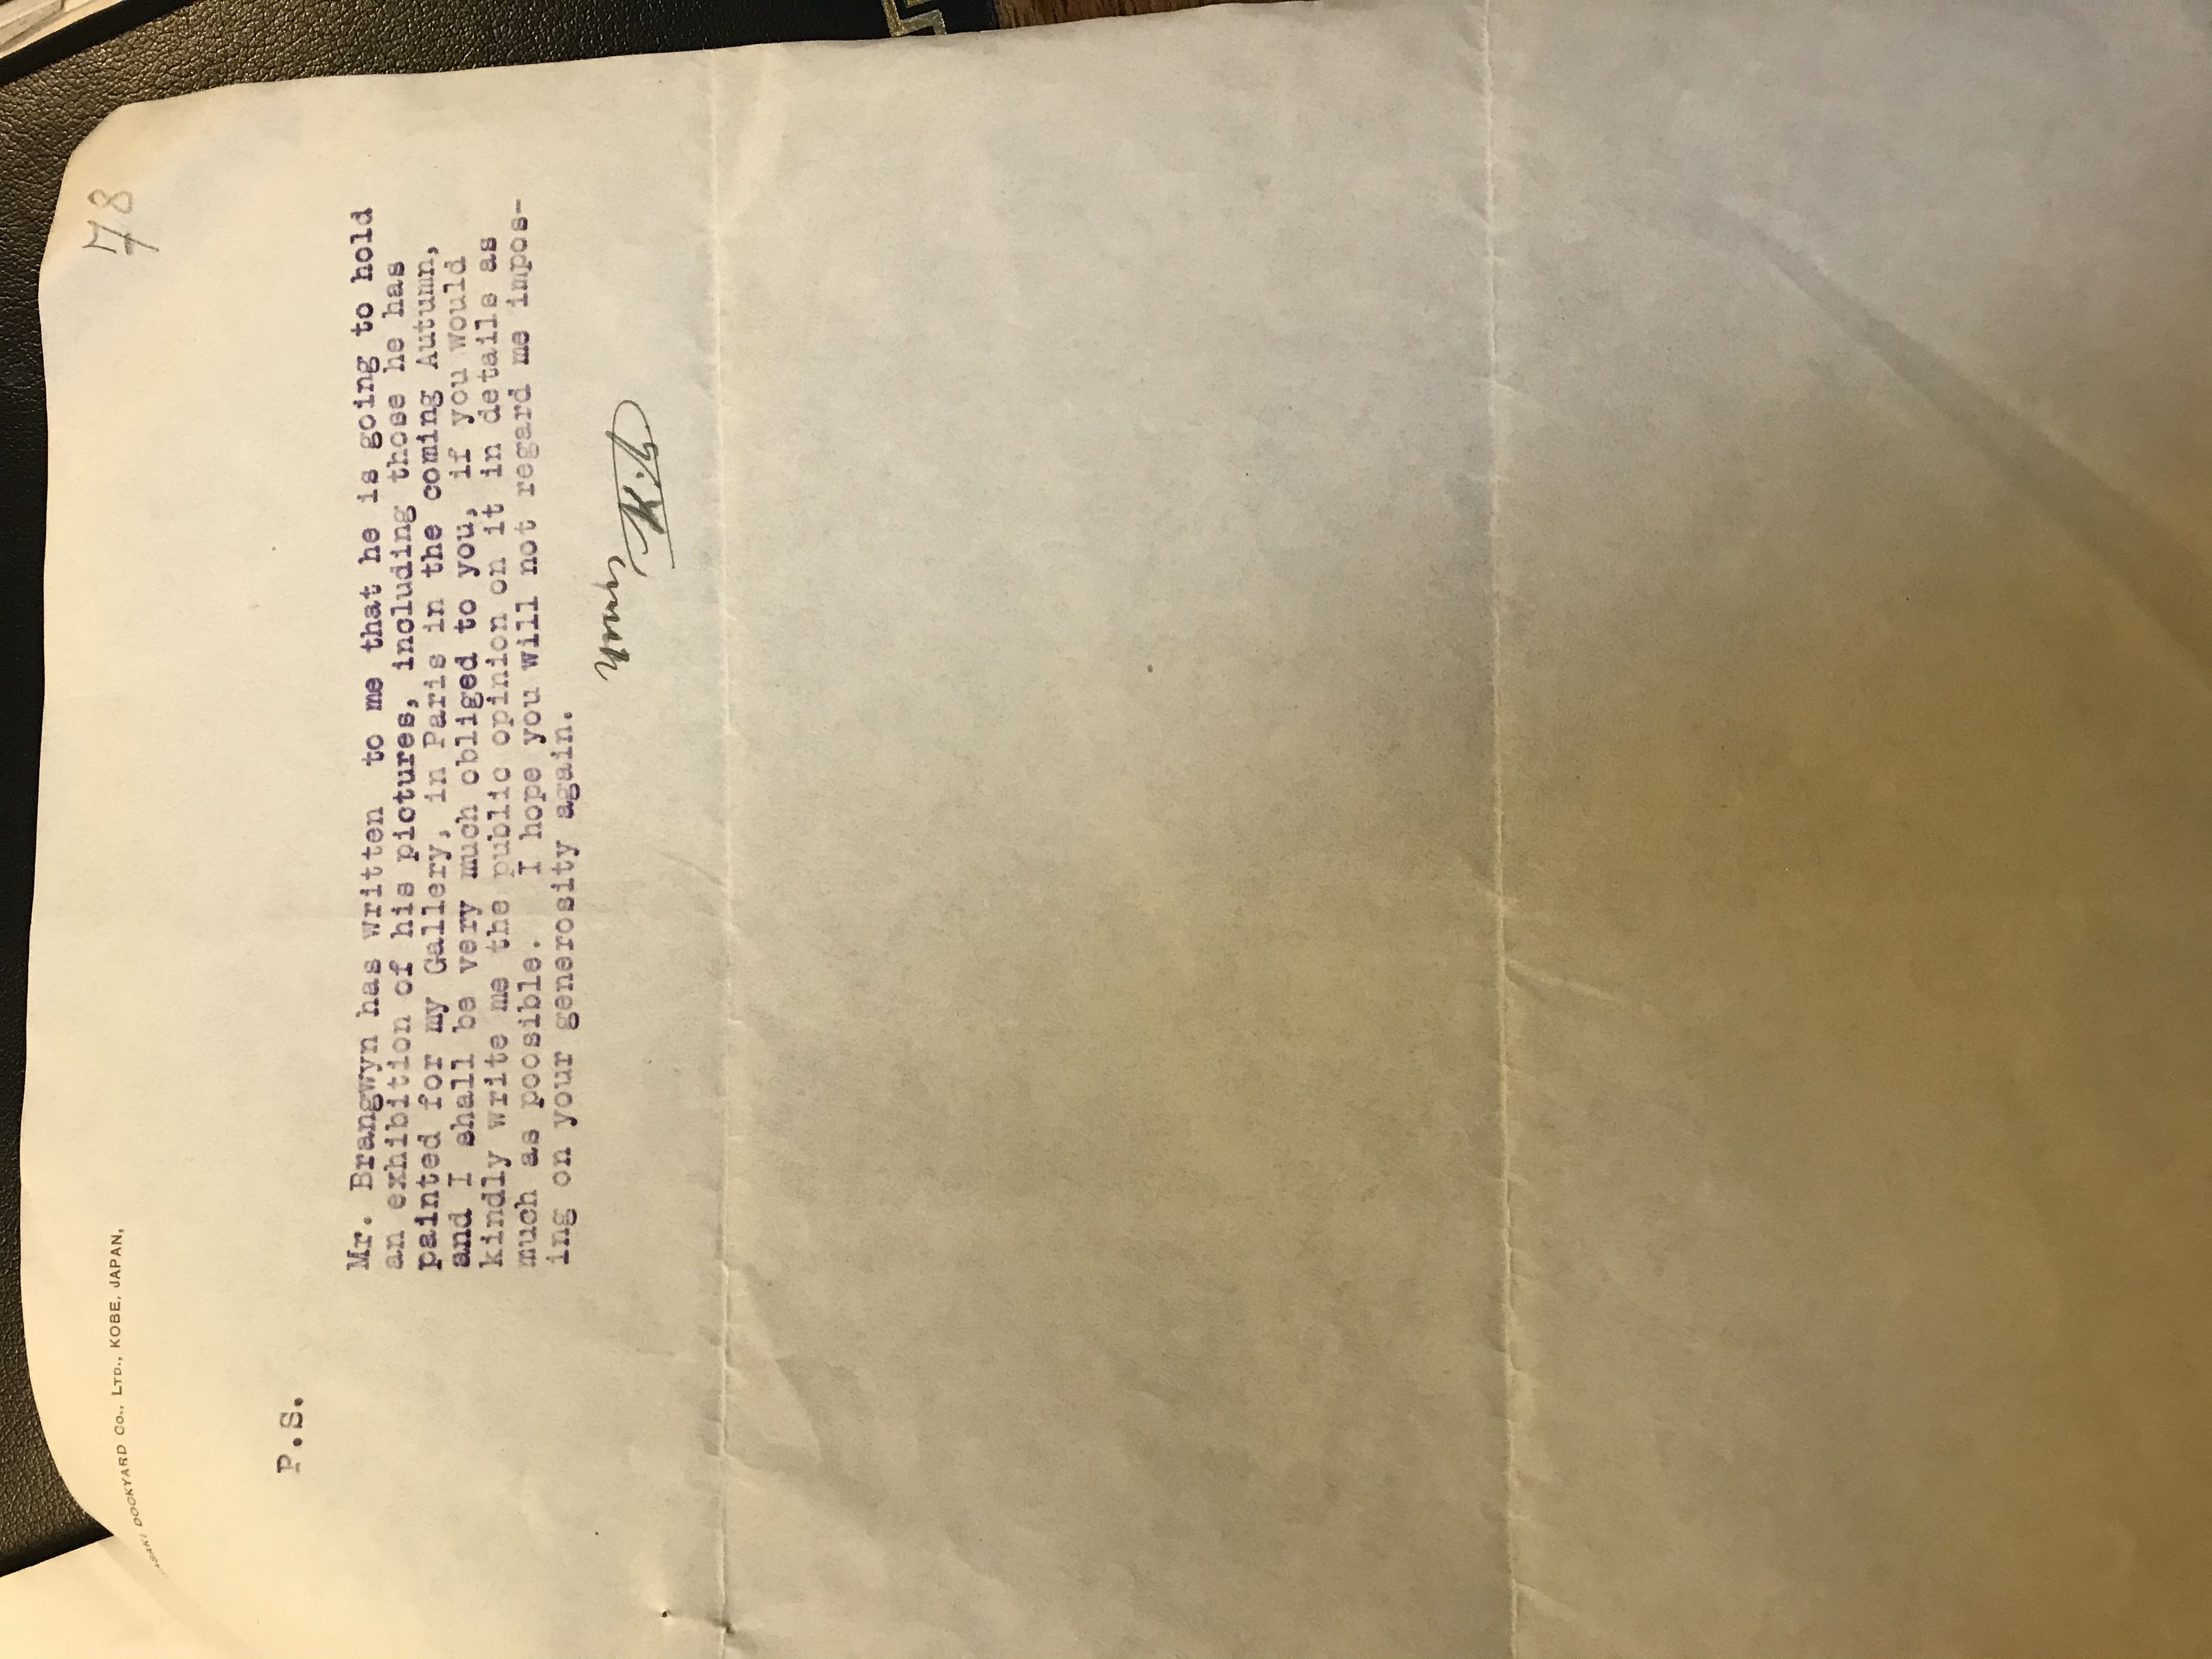 78
ASAKI DOCKYARD CO., LTD., KOBE, JAPAN.
P.S.
Mr. Brangwyn has written to me that he is going to hold
an exhibition of his pictures, including those he has
painted for my Gallery, in Paris in the coming Autumn,
and I shall be very much obliged to you, if you would
kindly write me the public opinion on it in details as
much as poosible. I hope you will not regard me impos-
ing on your generosity again.